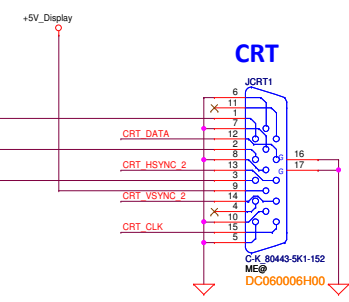 +5V_Display
CRT
JCRT1
6
11
1
7
CRT_DATA 12
2
8
CRT_HSYNC_2 13
3
9
CRT_VSYNC_2 14
4
10
CRT_CLK 15
5
G 16
G 17
C-K_80443-5K1-152
ME@
DC060006H00